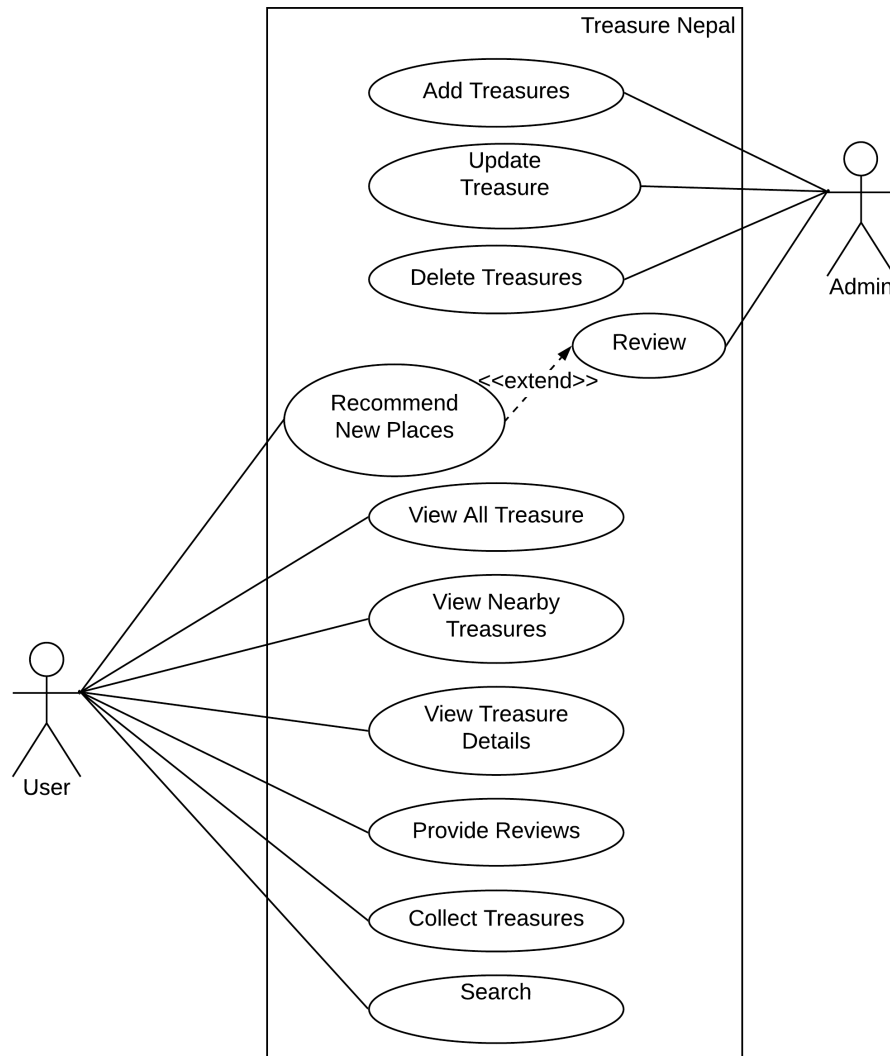 Treasure Nepal
Add Treasures
Update
Treasure
Delete Treasures
Admin
Review
<<extend>>
Recommend
New Places
View All Treasure
View Nearby
Treasures
View Treasure
Details
User
Provide Reviews
Collect Treasures
Search